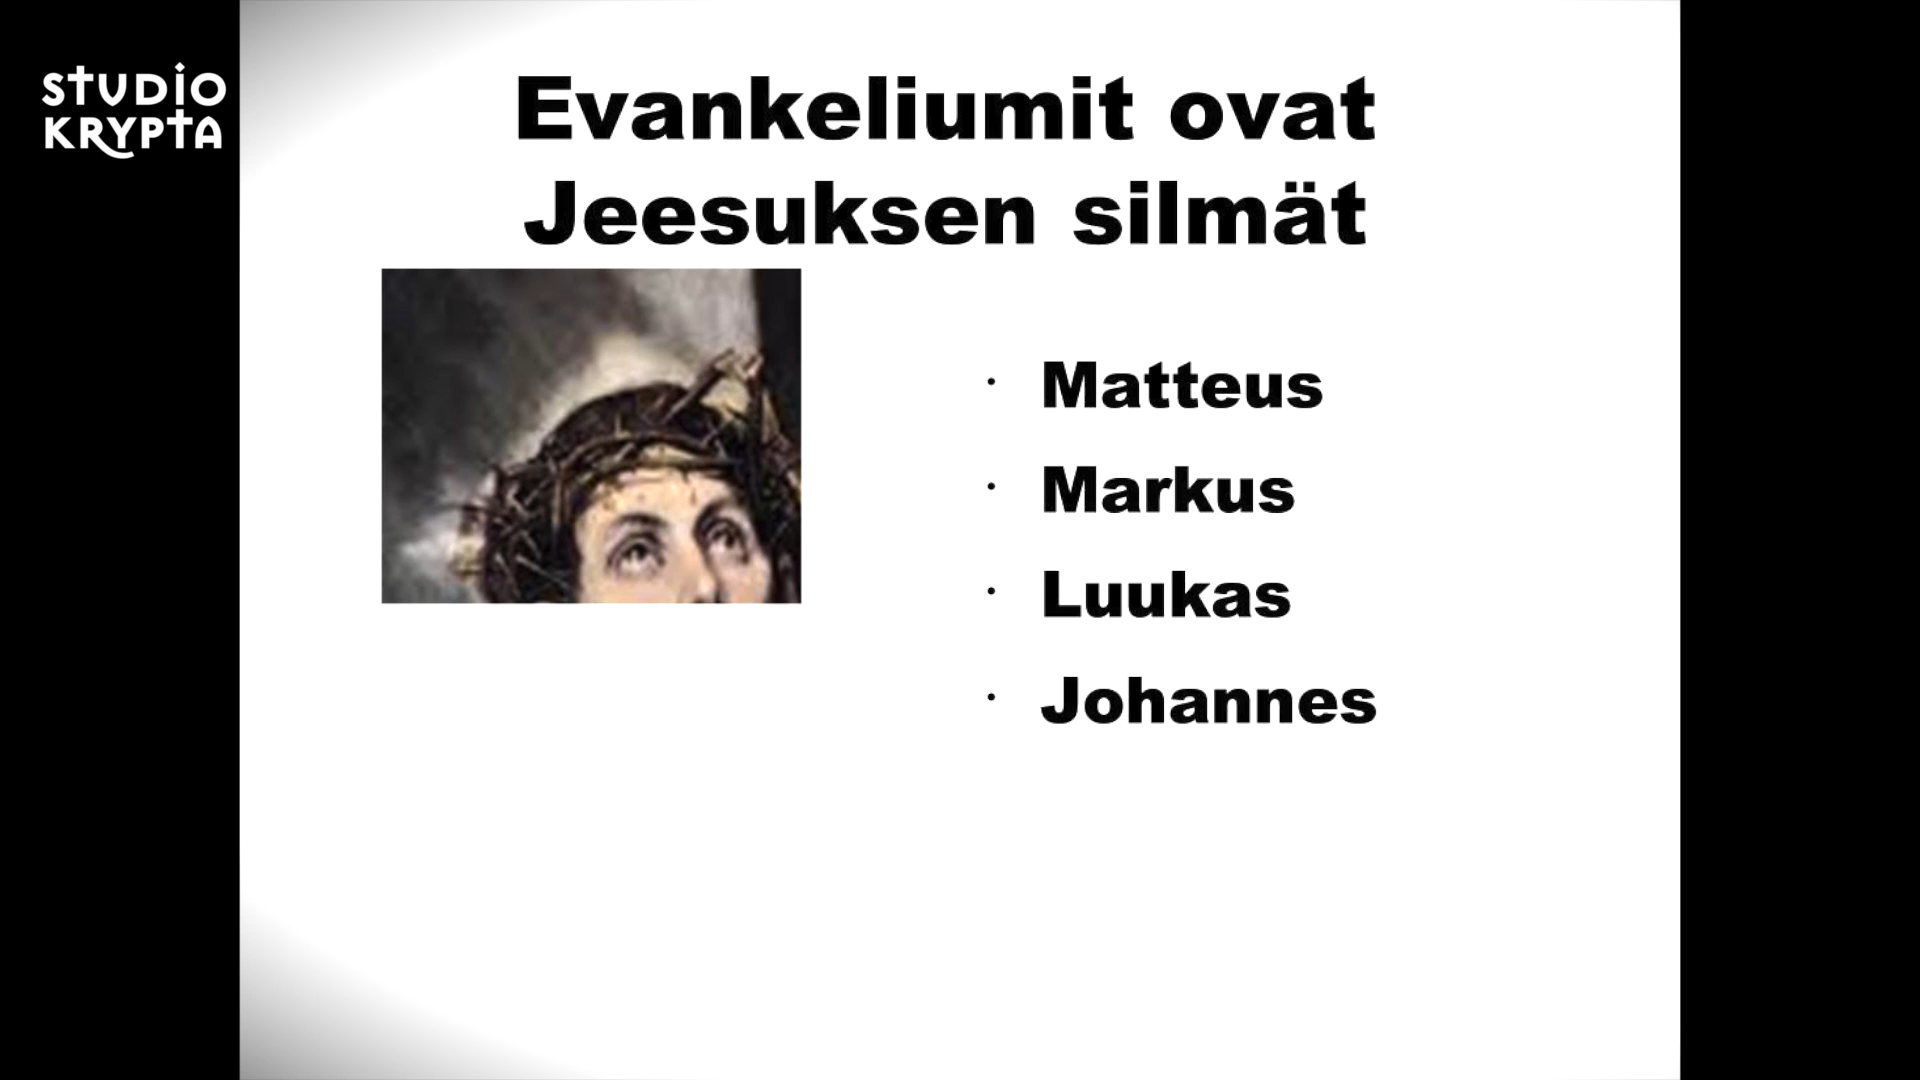 STUDIO
KRYPTA
Evankeliumit ovat
Jeesuksen silmät
· Matteus
· Markus
· Luukas
· Johannes